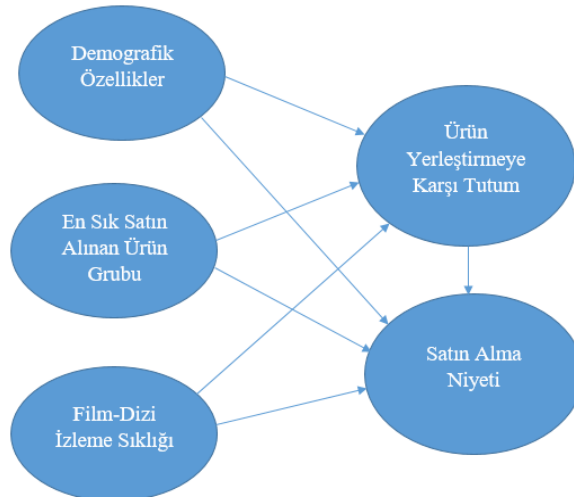 Demografik
Özellikler
Ürün
Yerleştirmeye
Karşı Tutum
En Sık Satın
Alınan Ürün
Grubu
Satın Alma
Niyeti
Film-Dizi
İzleme Sıklığı